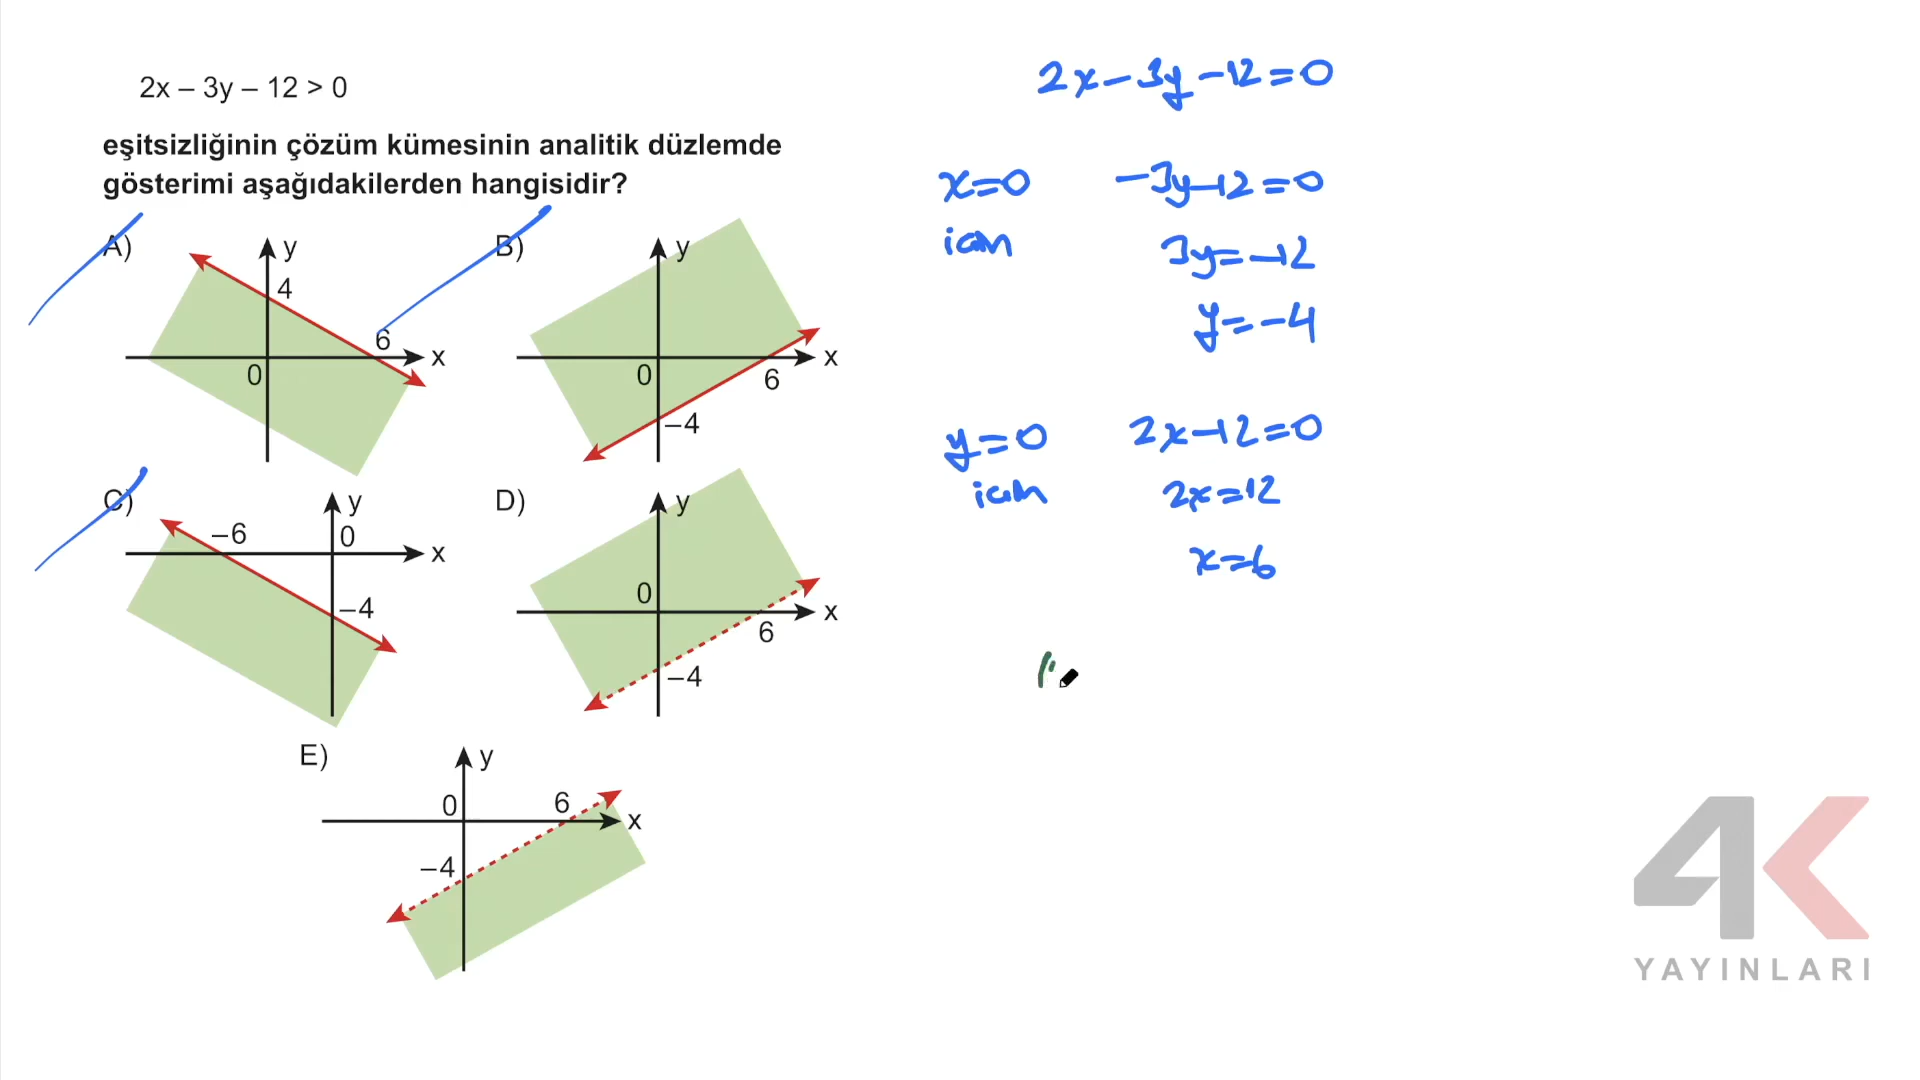 2x – 3y – 12 > 0
eşitsizliğinin çözüm kümesinin analitik düzlemde
gösterimi aşağıdakilerden hangisidir?
A)
y
4
6
x
0
B)
y
x
0
6
–4
C)
y
–6
0
x
–4
D)
y
0
x
6
–4
E)
y
0
6
x
–4
2x-3y-12=0
x=0
-3y-12=0
için
3y=-12
y=-4
y=0
2x-12=0
için
2x=12
x=6
4K
YAYINLARI